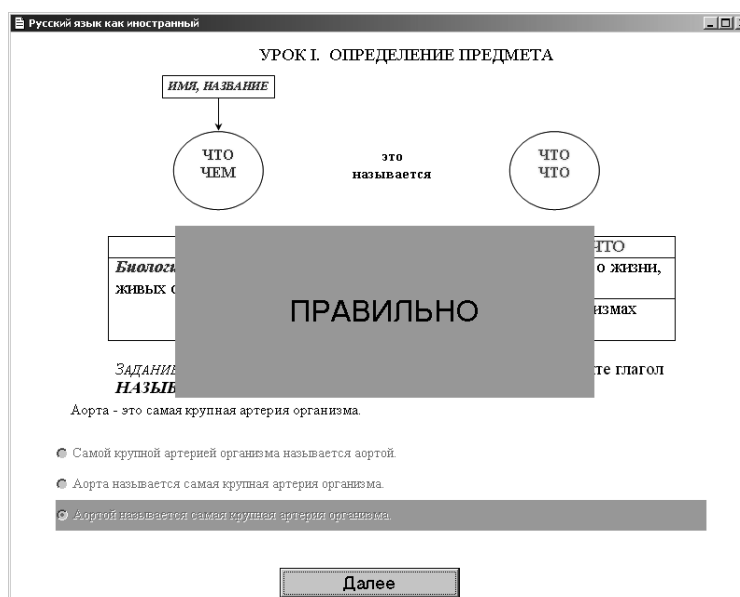 Русский язык как иностранный
УРОК I. ОПРЕДЕЛЕНИЕ ПРЕДМЕТА
ИМЯ, НАЗВАНИЕ
ЧТО это ЧТО
ЧЕМ называется ЧТО
ЧТО
о жизни,
живых
ПРАВИЛЬНО
ЗАДАНИЕ глагол
Аорта - это самая крупная артерия организма.
Самой крупной артерией организма называется аортой.
Аорта называется самая крупная артерия организма.
Аортой называется самая крупная артерия организма.
Далее